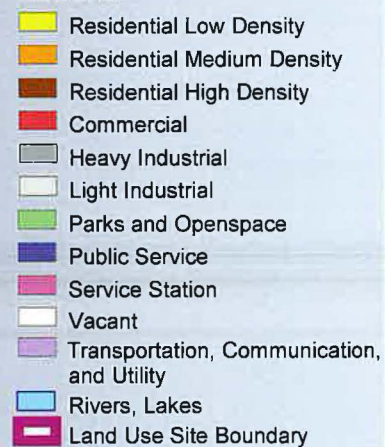 Residential Low Density
Residential Medium Density
Residential High Density
Commercial
Heavy Industrial
Light Industrial
Parks and Openspace
Public Service
Service Station
Vacant
Transportation, Communication,
and Utility
Rivers, Lakes
Land Use Site Boundary